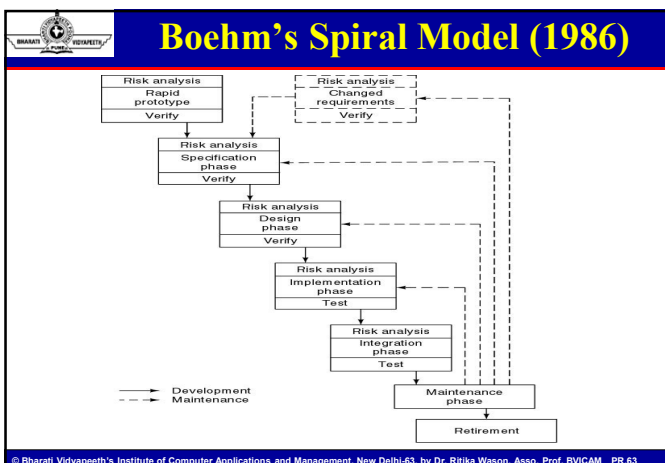 BHARATI VIDYAPEETH
PUNE
Boehm's Spiral Model (1986)
Risk analysis
Rapid
prototype
Verify
Risk analysis
Changed
requirements
Verify
Risk analysis
Specification
phase
Verify
Risk analysis
Design
phase
Verify
Risk analysis
Implementation
phase
Test
Risk analysis
Integration
phase
Test
Development
Maintenance
Maintenance
phase
Retirement
© Bharati Vidyapeeth's Institute of Computer Applications and Management, New Delhi-63, by Dr. Ritika Wason, Asso. Prof. BVICAM PR.63